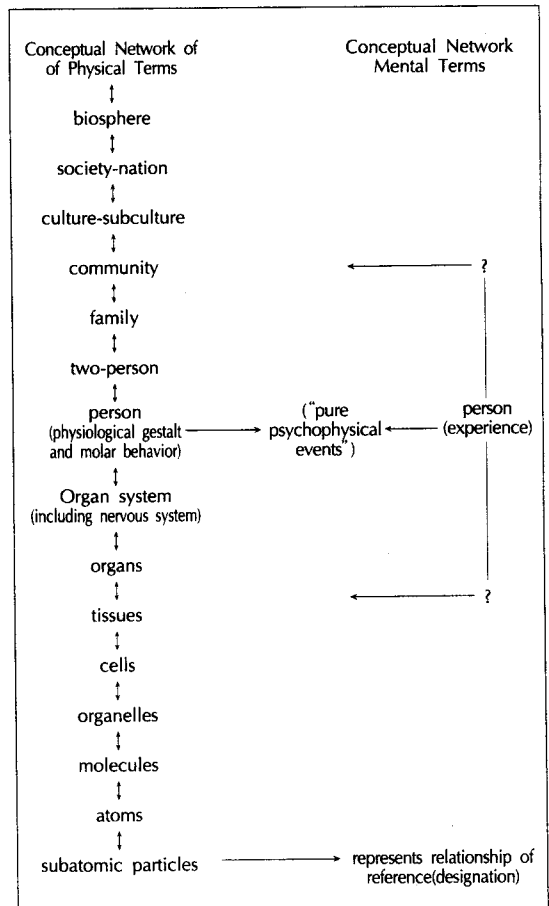 Conceptual Network of
of Physical Terms
Conceptual Network
Mental Terms
biosphere
society-nation
culture-subculture
community
?
family
two-person
person
(physiological gestalt
and molar behavior)
("pure
psychophysical
events")
person
(experience)
Organ system
(including nervous system)
organs
tissues
?
cells
organelles
molecules
atoms
subatomic particles
represents relationship of
reference(designation)